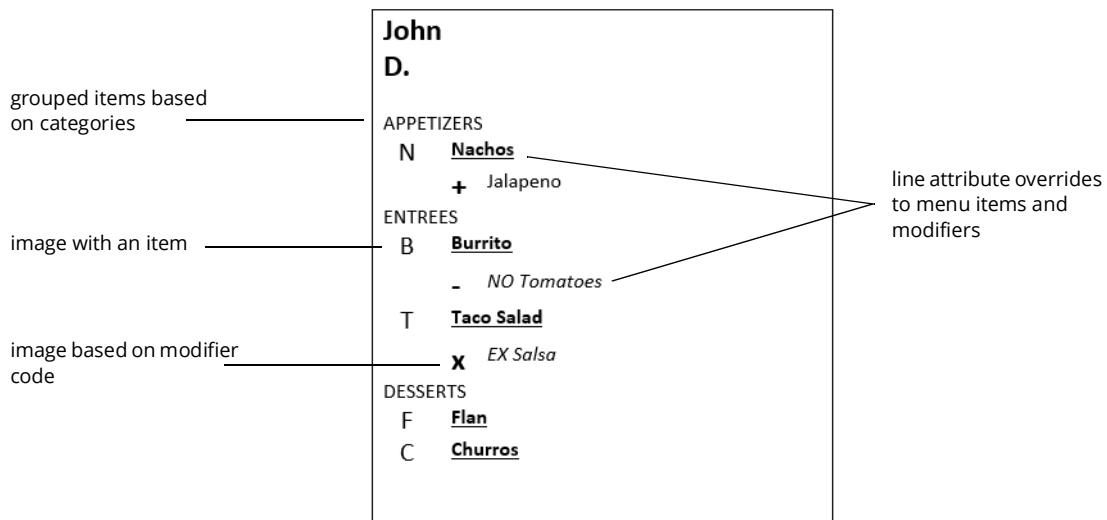 John
D.
grouped items based
on categories
APPETIZERS
N Nachos
+ Jalapeno
line attribute overrides
to menu items and
modifiers
ENTREES
image with an item
B Burrito
- NO Tomatoes
T Taco Salad
image based on modifier
code
x EX Salsa
DESSERTS
F Flan
C Churros